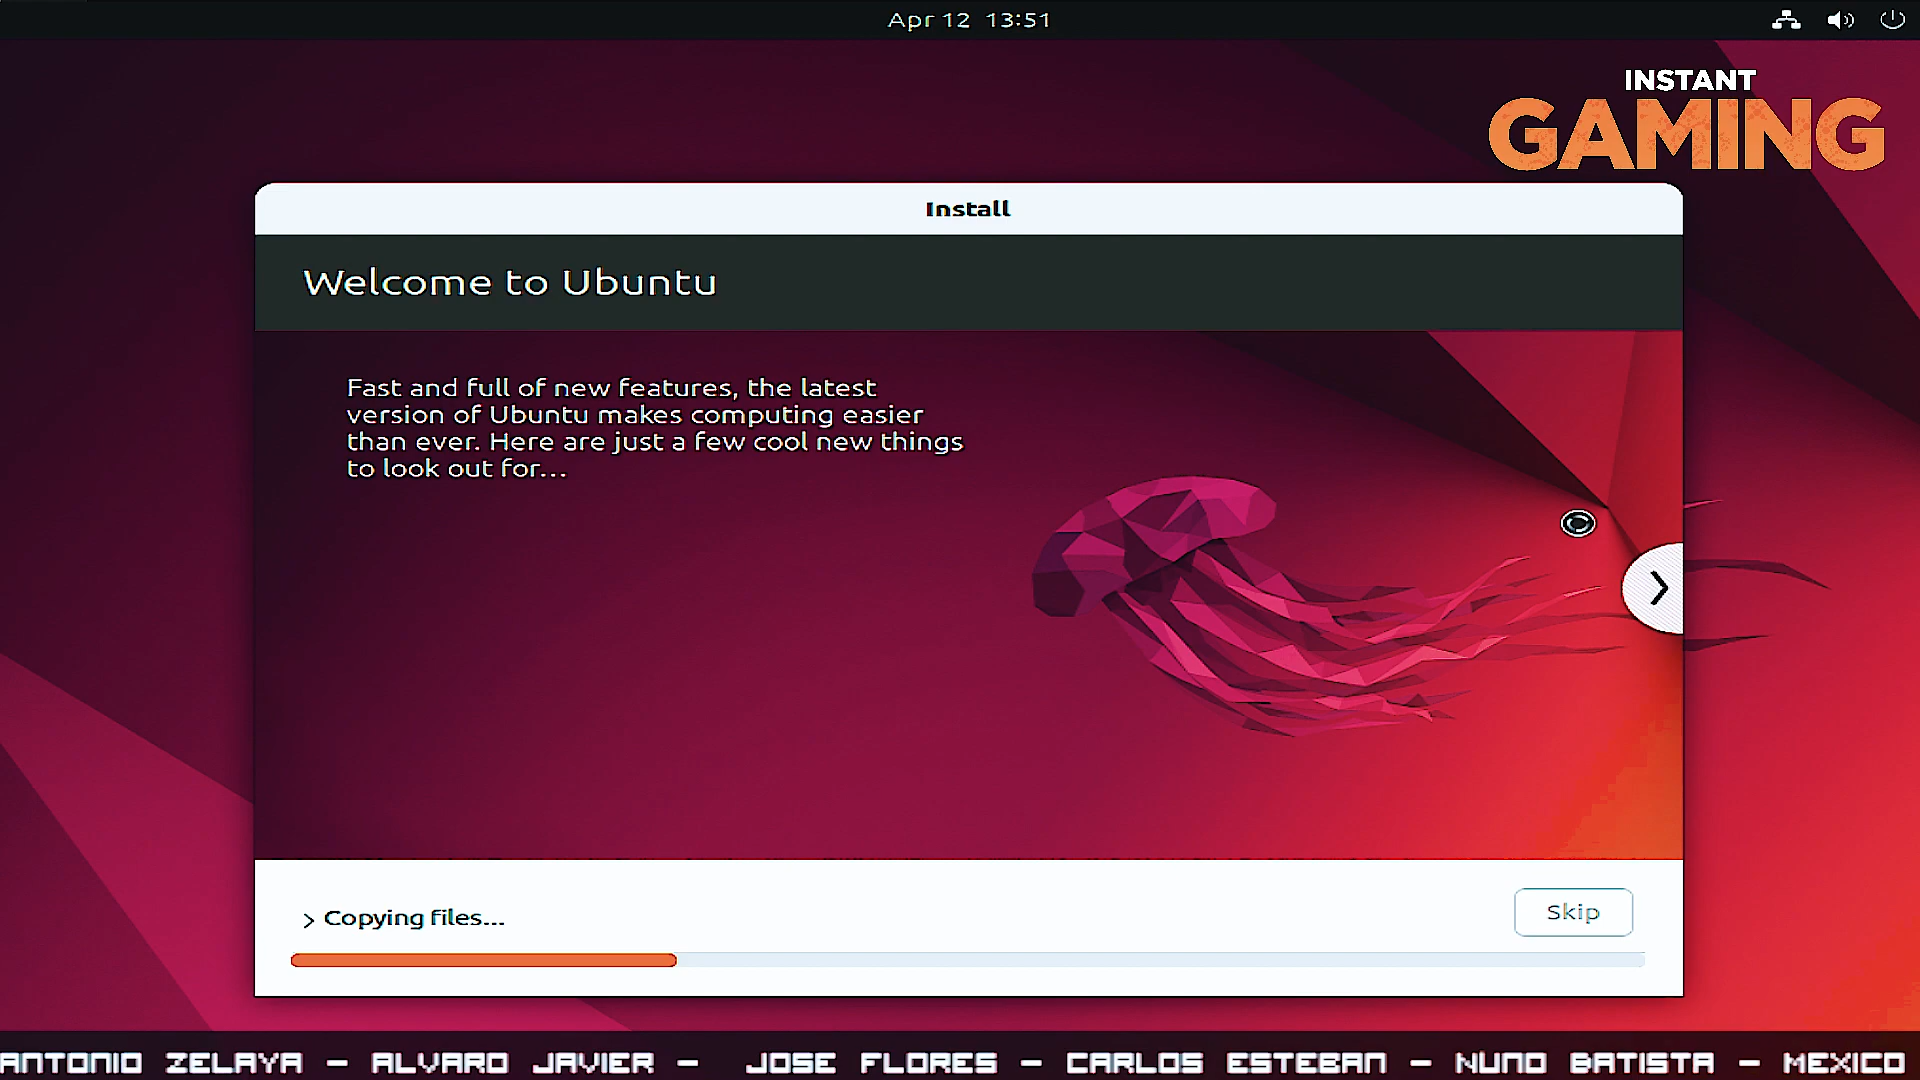 Apr 12 13:51
INSTANT
GAMING
Install
Welcome to Ubuntu
Fast and full of new features, the latest
version of Ubuntu makes computing easier
than ever. Here are just a few cool new things
to look out for...
Copying files...
Skip
ANTONIO ZELAYA - ALVARO JAVIER - JOSE FLORES - CARLOS ESTEBAN - NUNO BATISTA - MEXICO